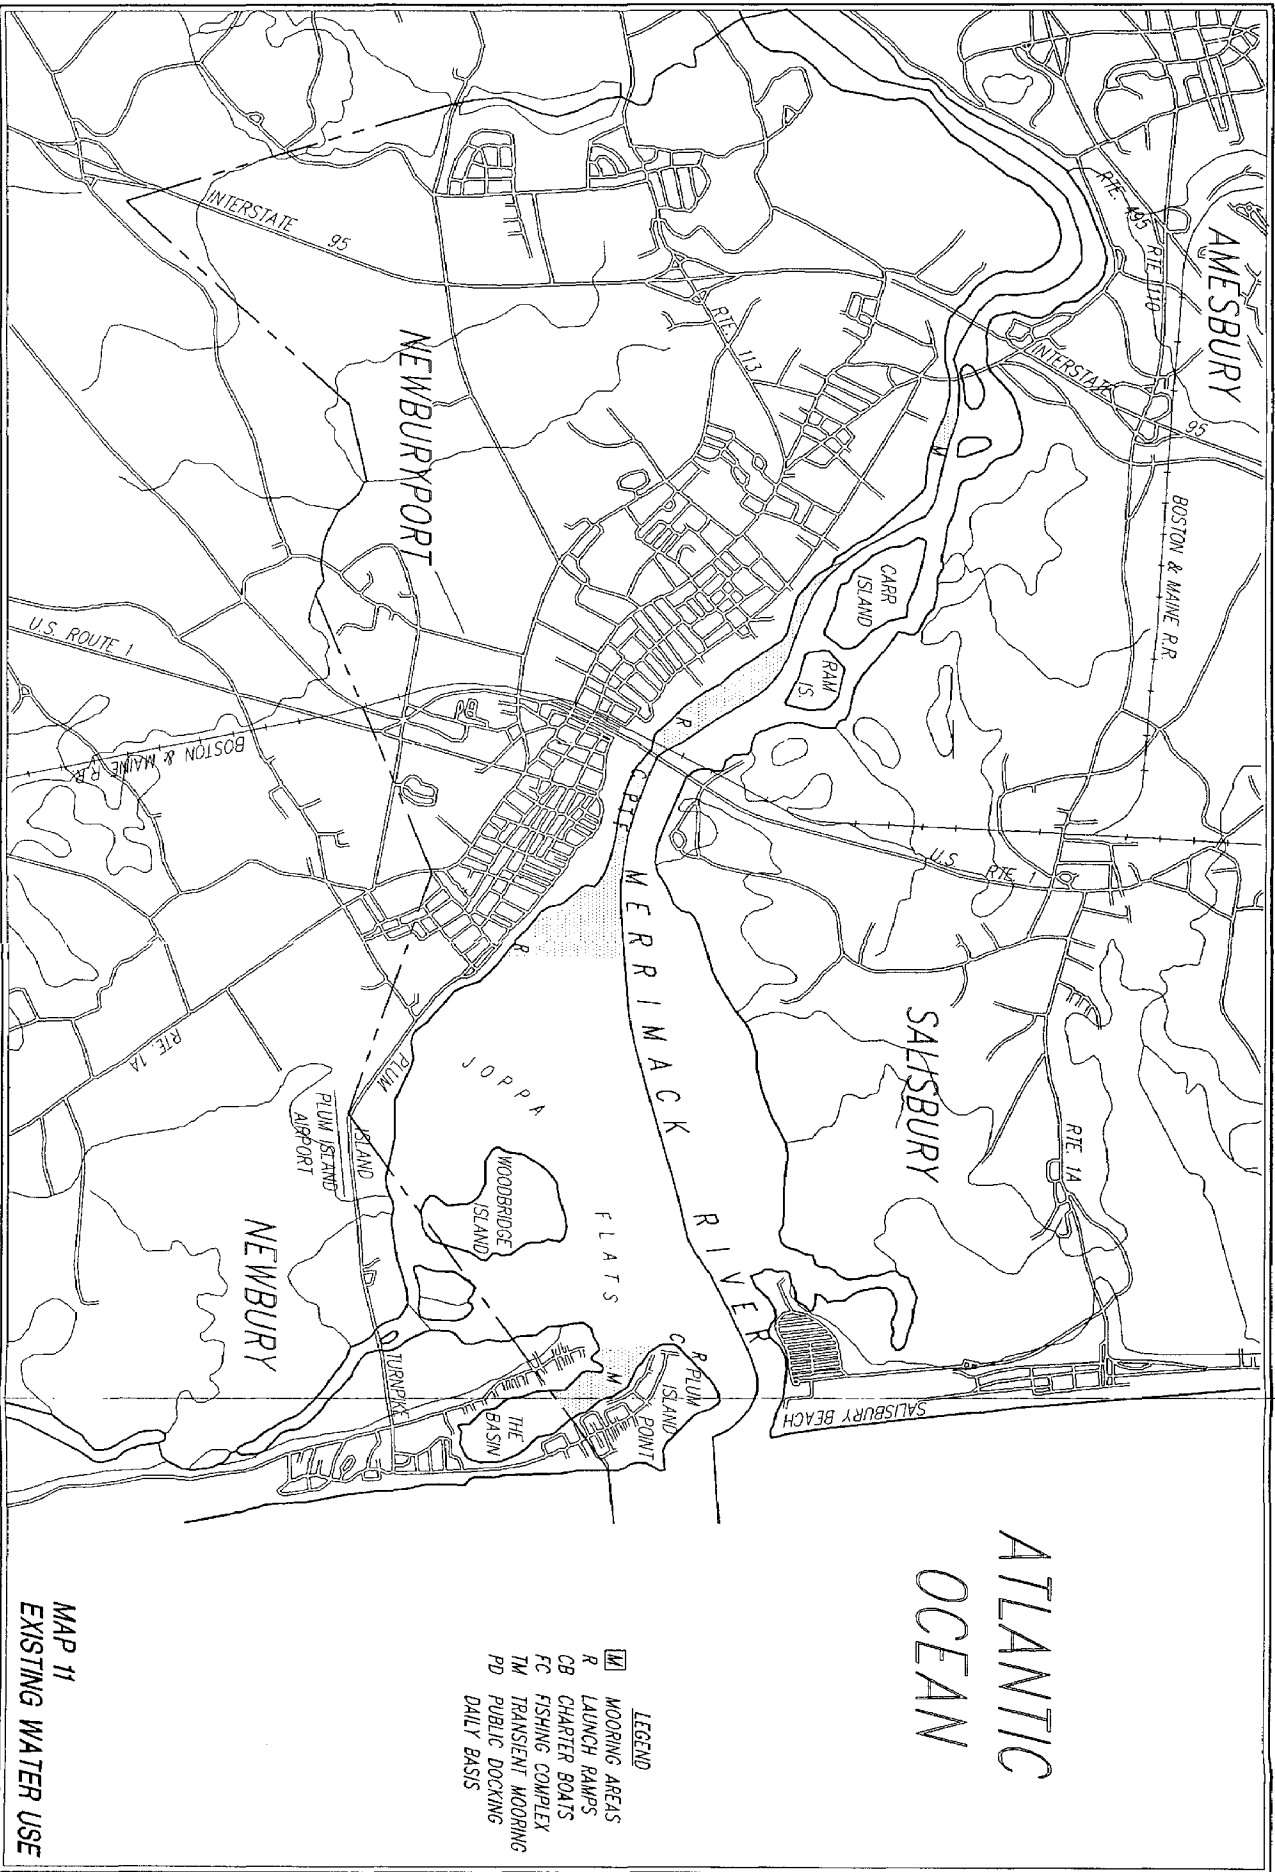 AMESBURY
RTE. 495
RTE. 110
INTERSTATE
95
BOSTON & MAINE R.R
INTERSTATE 95
RTE. 113
NEWBURYPORT
M
CARR
ISLAND
RAM
IS.
U.S. ROUTE 1
BOSTON & MAINE R.R.
R
C P T F
U.S. RTE. 1
MERRIMACK RIVER
R
SALISBURY
RTE. 1A
RTE. 1A
JOPPA
FLATS
PLUM ISLAND TURNPIKE
PLUM ISLAND
AIRPORT
WOODBRIDGE
ISLAND
NEWBURY
SALISBURY BEACH
C
R
PLUM
ISLAND
POINT
M
THE
BASIN
ATLANTIC
OCEAN
LEGEND
M MOORING AREAS
R LAUNCH RAMPS
CB CHARTER BOATS
FC FISHING COMPLEX
TM TRANSIENT MOORING
PD PUBLIC DOCKING
DAILY BASIS
MAP 11
EXISTING WATER USE